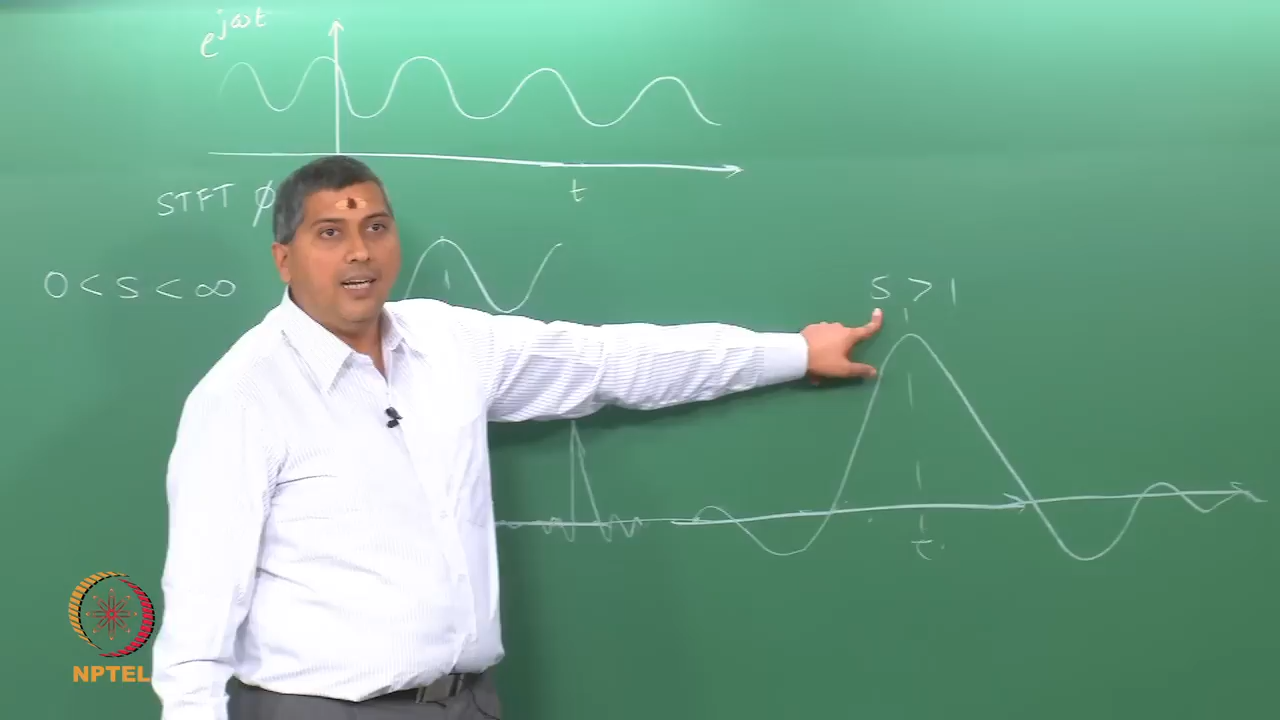 e^{jωt}
t
STFT ϕ
0 < s < ∞
s > 1
τ
NPTEL